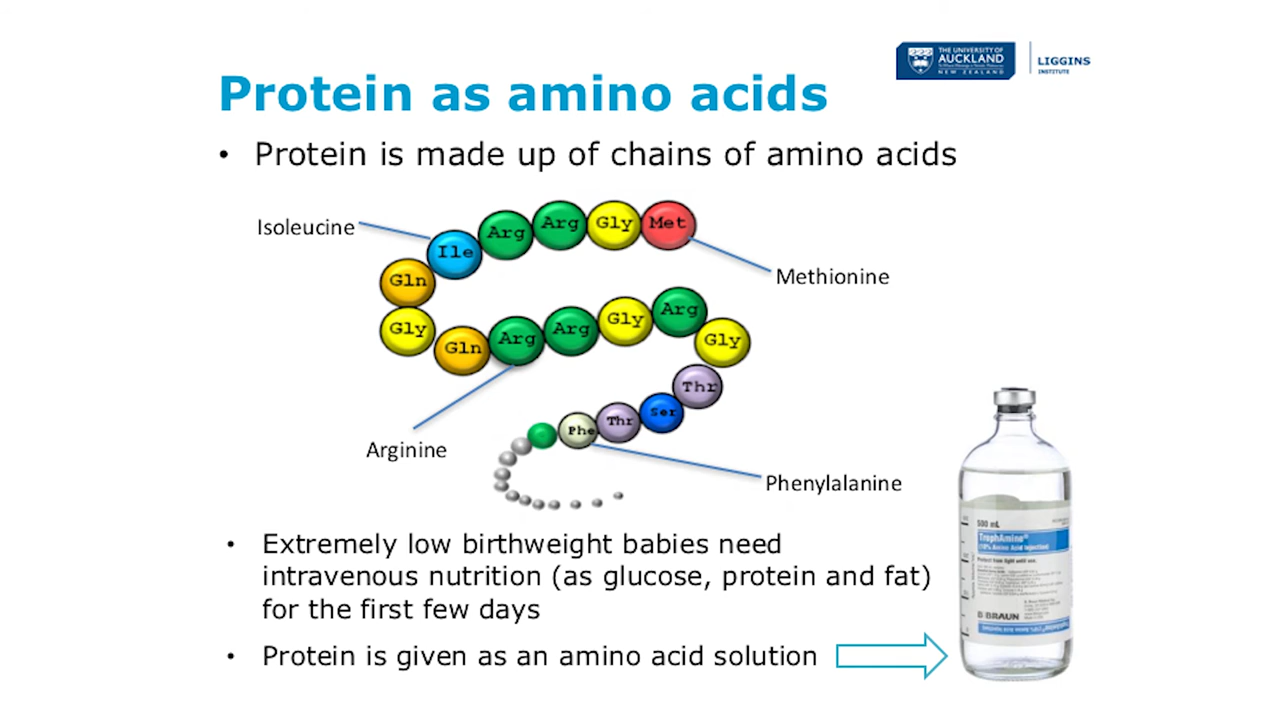 THE UNIVERSITY OF
AUCKLAND
NEW ZEALAND
LIGGINS
INSTITUTE
Protein as amino acids
• Protein is made up of chains of amino acids
Isoleucine
Ile
Arg
Arg
Gly
Met
Methionine
Gln
Gly
Gln
Arg
Arg
Gly
Arg
Gly
Thr
Ser
Thr
Phe
Arginine
Phenylalanine
• Extremely low birthweight babies need
intravenous nutrition (as glucose, protein and fat)
for the first few days
• Protein is given as an amino acid solution
500 mL
TrophAmine®
(10% Amino Acid Injection)
Protect from light until use.
B BRAUN